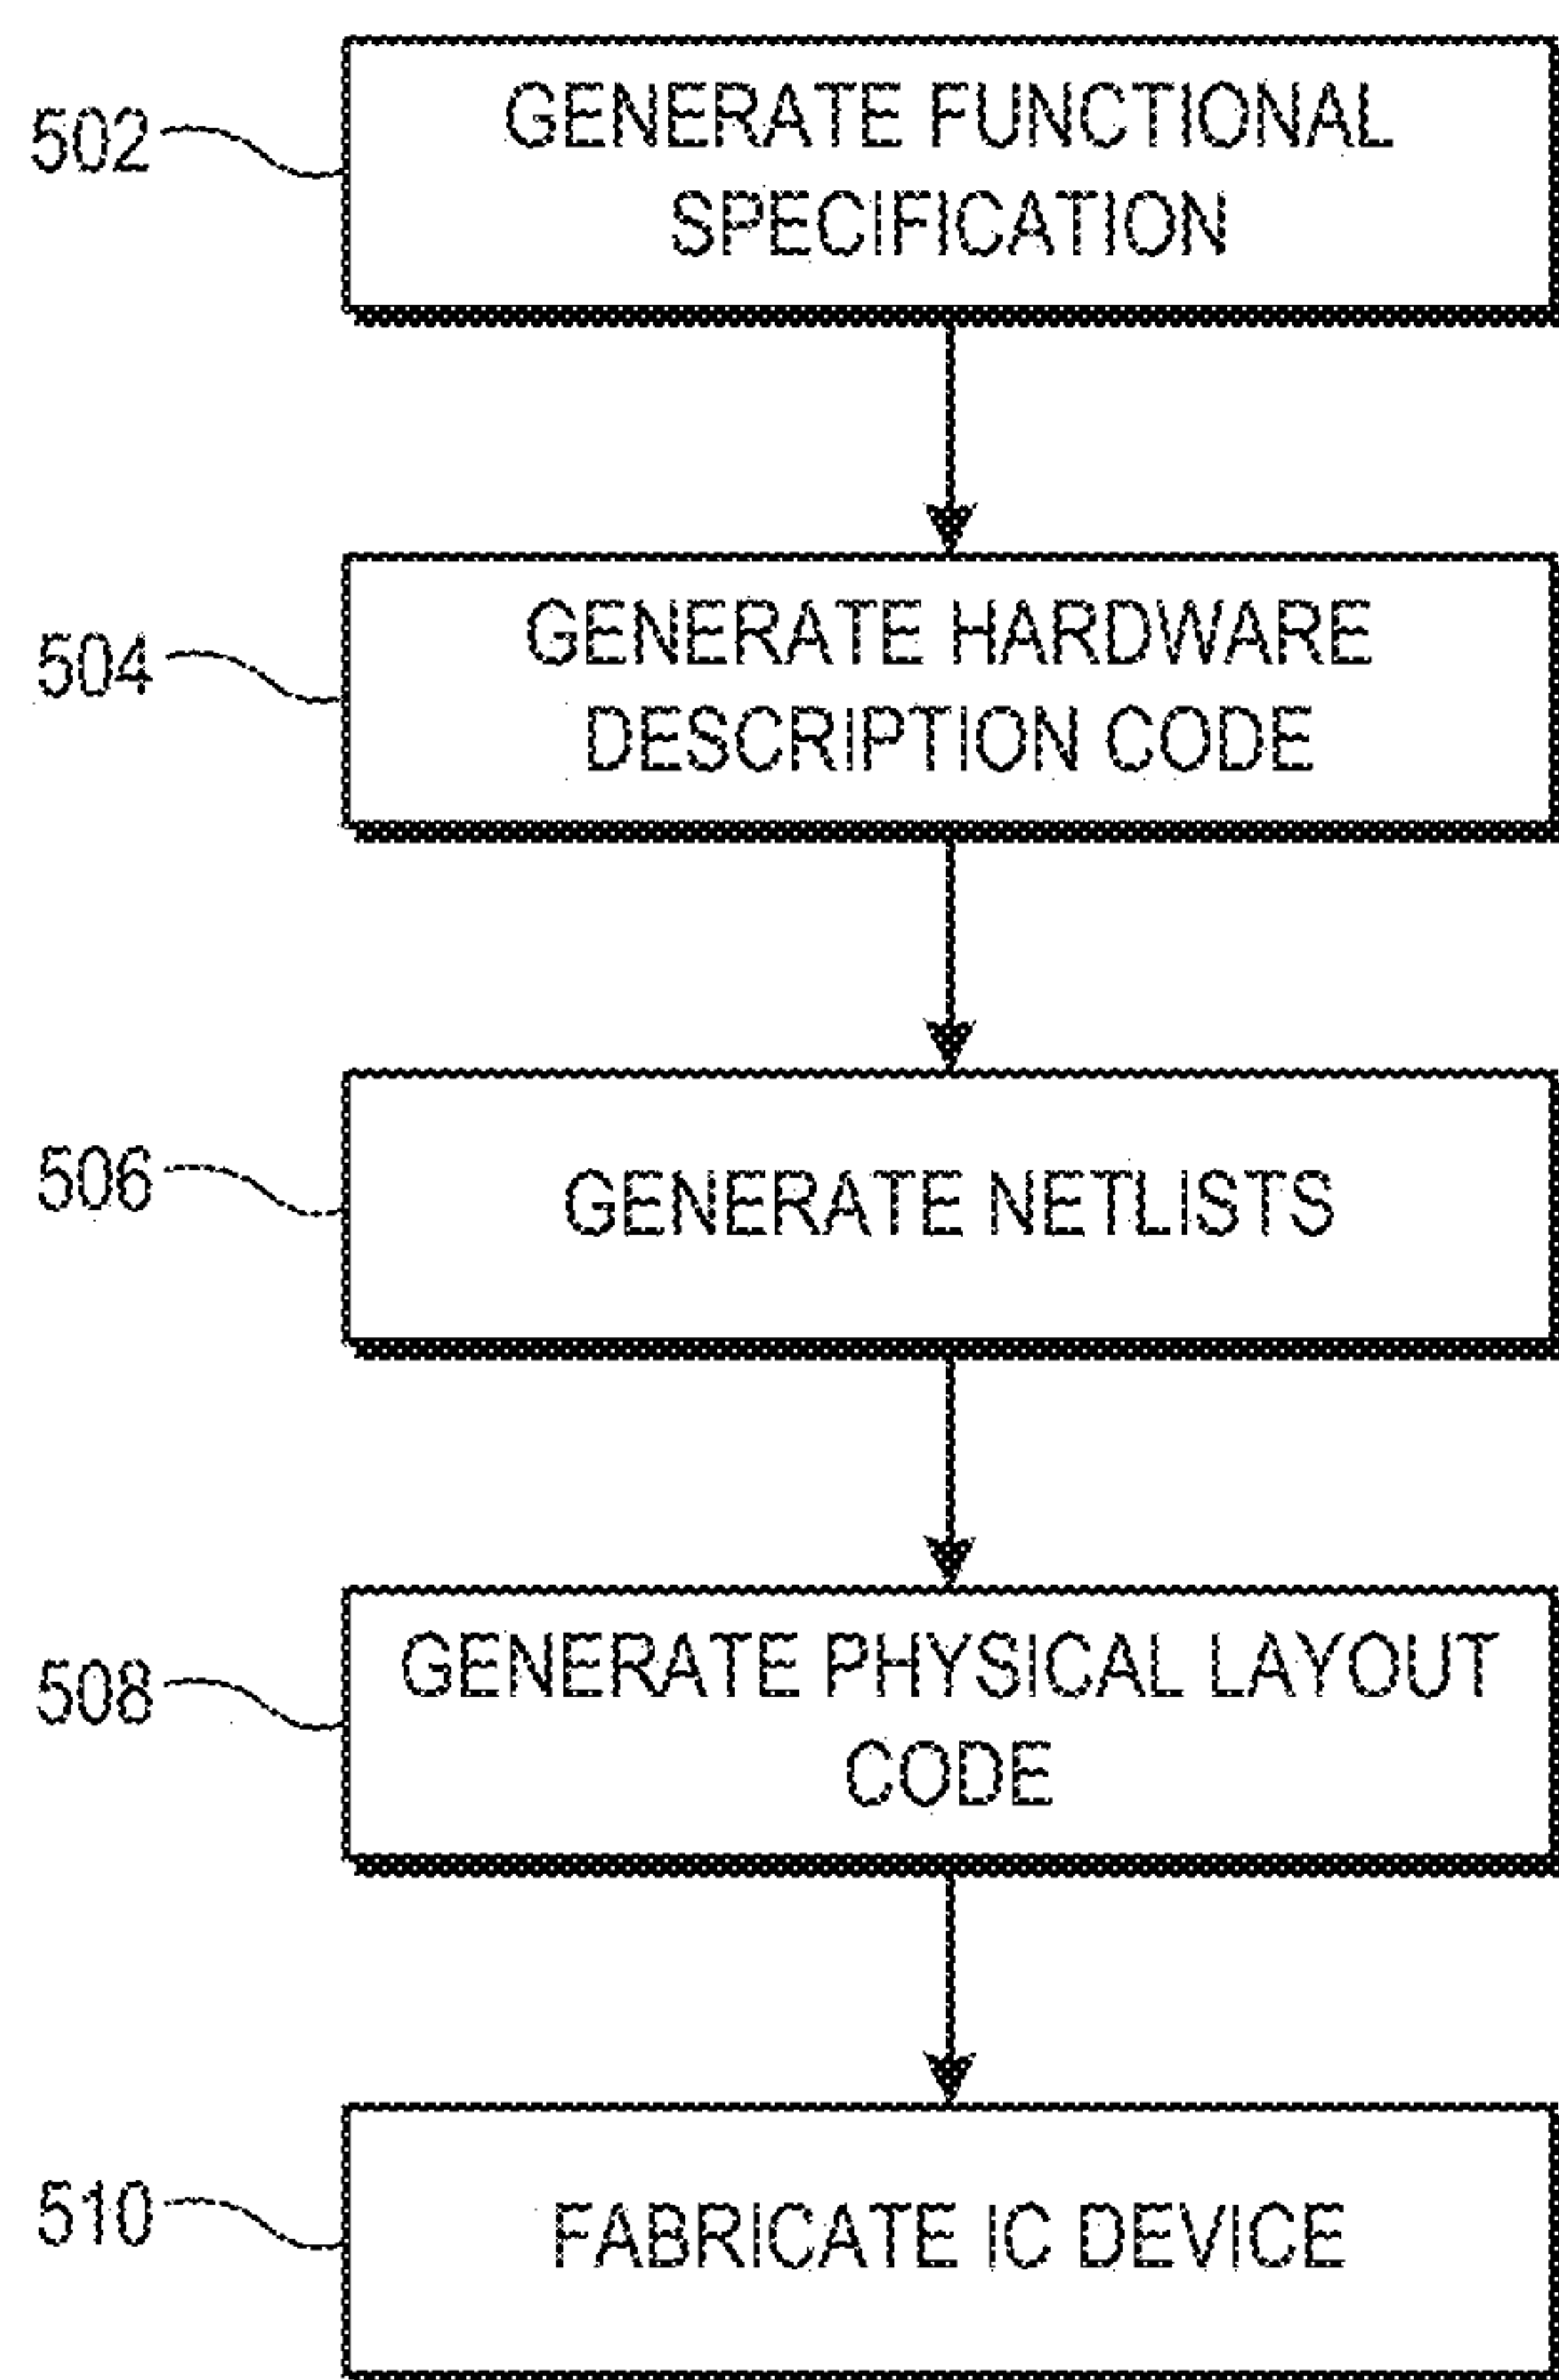 502
GENERATE FUNCTIONAL
SPECIFICATION
504
GENERATE HARDWARE
DESCRIPTION CODE
506
GENERATE NETLISTS
508
GENERATE PHYSICAL LAYOUT
CODE
510
FABRICATE IC DEVICE